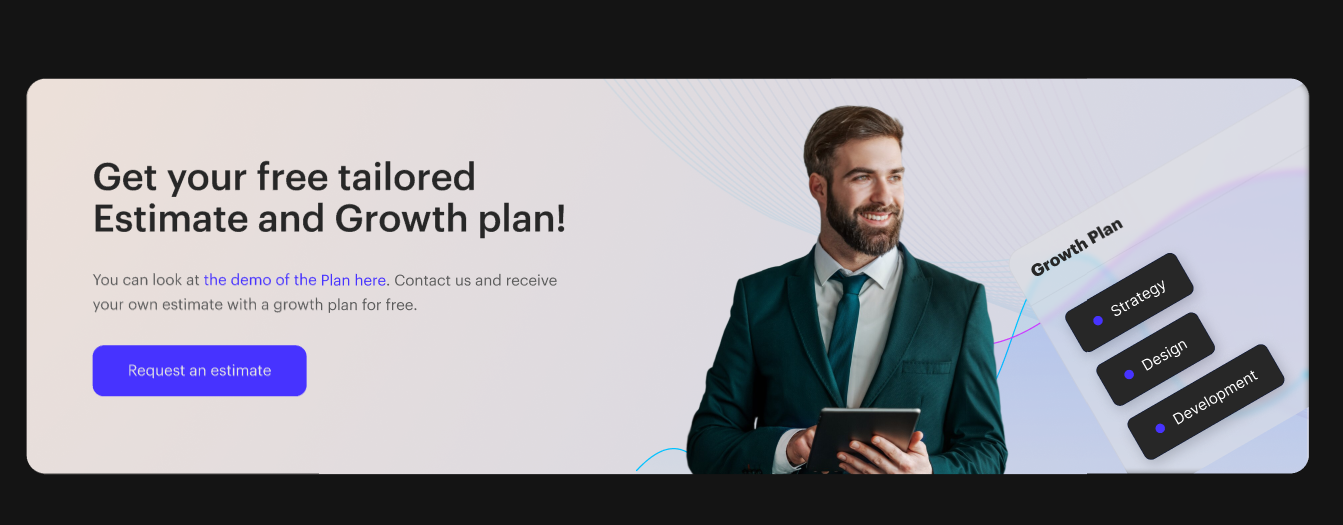 Get your free tailored
Estimate and Growth plan!
You can look at the demo of the Plan here. Contact us and receive
your own estimate with a growth plan for free.
Request an estimate
Growth Plan
Strategy
Design
Development